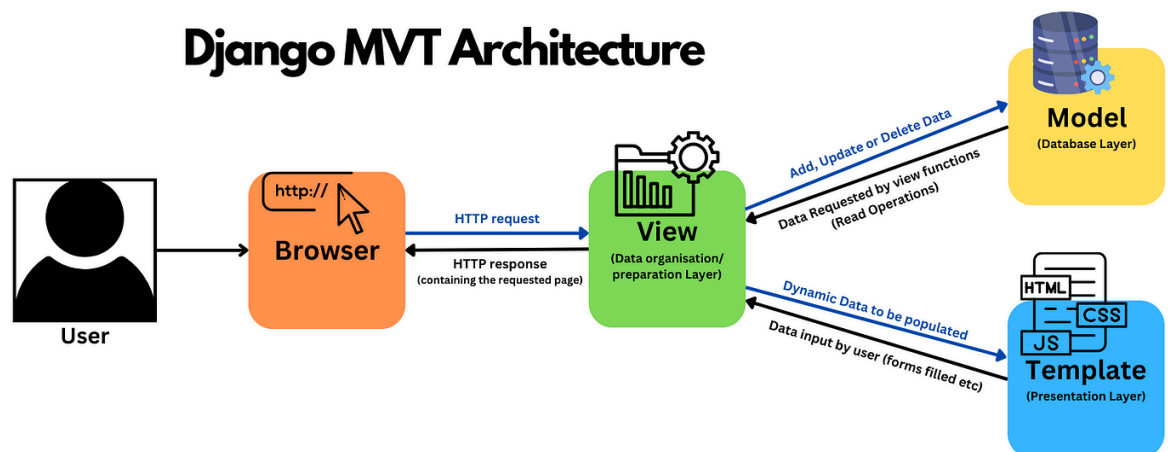 Django MVT Architecture
User
http://
Browser
HTTP request
HTTP response
(containing the requested page)
View
(Data organisation/
preparation Layer)
Add, Update or Delete Data
Data Requested by view functions
(Read Operations)
Model
(Database Layer)
Dynamic Data to be populated
Data input by user (forms filled etc)
HTML
CSS
JS
Template
(Presentation Layer)